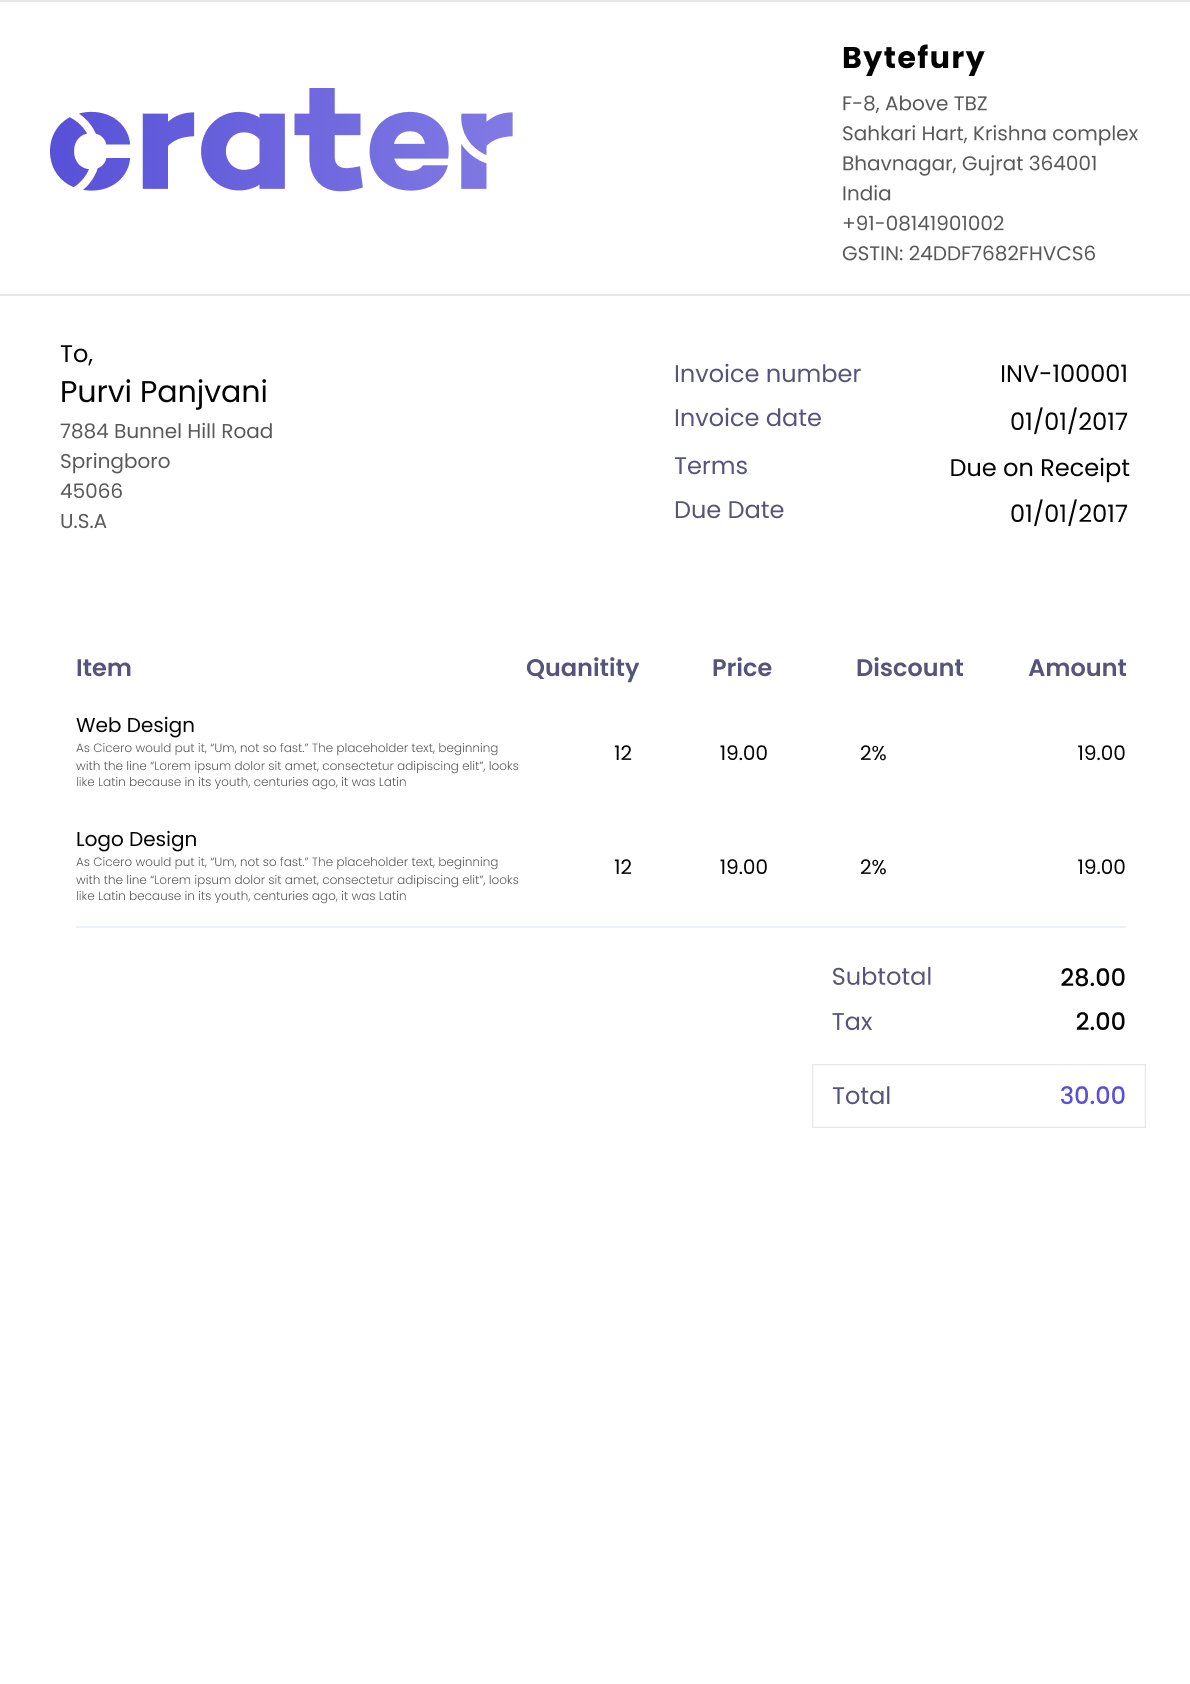 crater
Bytefury
F-8, Above TBZ
Sahkari Hart, Krishna complex
Bhavnagar, Gujrat 364001
India
+91-08141901002
GSTIN: 24DDF7682FHVCS6
To,
Purvi Panjvani
7884 Bunnel Hill Road
Springboro
45066
U.S.A
Invoice number INV-100001
Invoice date 01/01/2017
Terms Due on Receipt
Due Date 01/01/2017
Item Quanitity Price Discount Amount
Web Design
As Cicero would put it, “Um, not so fast.” The placeholder text, beginning
with the line “Lorem ipsum dolor sit amet, consectetur adipiscing elit”, looks
like Latin because in its youth, centuries ago, it was Latin
12 19.00 2% 19.00
Logo Design
As Cicero would put it, “Um, not so fast.” The placeholder text, beginning
with the line “Lorem ipsum dolor sit amet, consectetur adipiscing elit”, looks
like Latin because in its youth, centuries ago, it was Latin
12 19.00 2% 19.00
Subtotal 28.00
Tax 2.00
Total 30.00